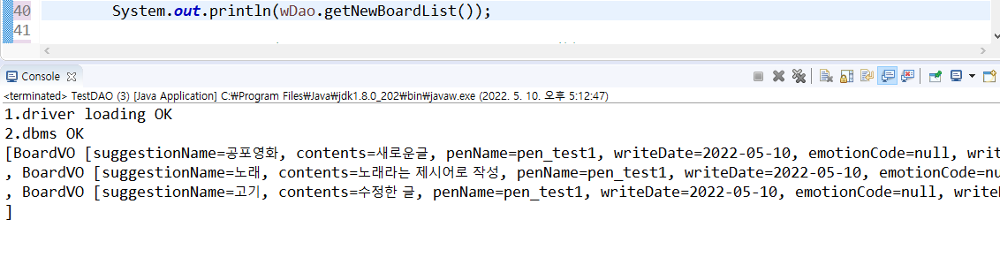 40 System.out.println(wDao.getNewBoardList());
41
Console
<terminated> TestDAO (3) [Java Application] C:₩Program Files₩Java₩jdk1.8.0_202₩bin₩javaw.exe (2022. 5. 10. 오후 5:12:47)
1.driver loading OK
2.dbms OK
[BoardVO [suggestionName=공포영화, contents=새로운글, penName=pen_test1, writeDate=2022-05-10, emotionCode=null, writ
, BoardVO [suggestionName=노래, contents=노래라는 제시어로 작성, penName=pen_test1, writeDate=2022-05-10, emotionCode=nu
, BoardVO [suggestionName=고기, contents=수정한 글, penName=pen_test1, writeDate=2022-05-10, emotionCode=null, write
]